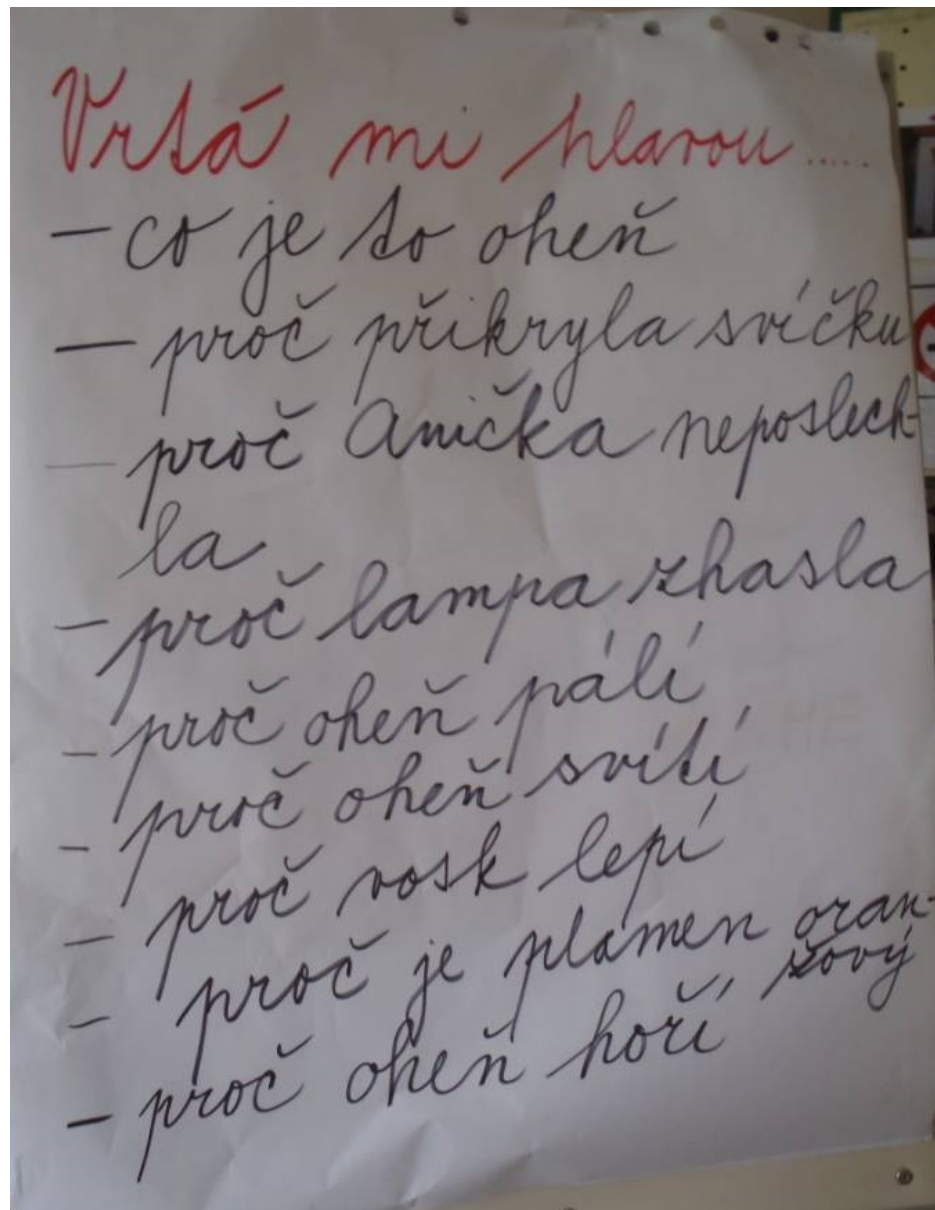 Vrtá mi hlavou.....
- co je to oheň
- proč přikryla svíčku
- proč Anička neposlech-
la
- proč lampa zhasla
- proč oheň pálí
- proč oheň svítí
- proč vosk lepí
- proč je plamen oran-
žový
- proč oheň hoří